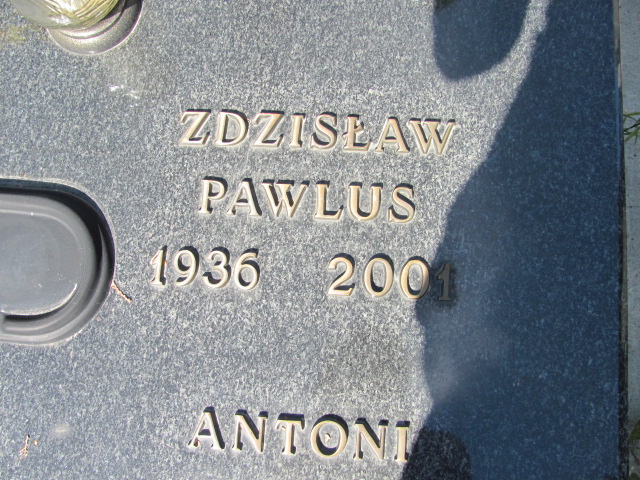 ZDZISŁAW
PAWLUS
1936 2001
ANTONI